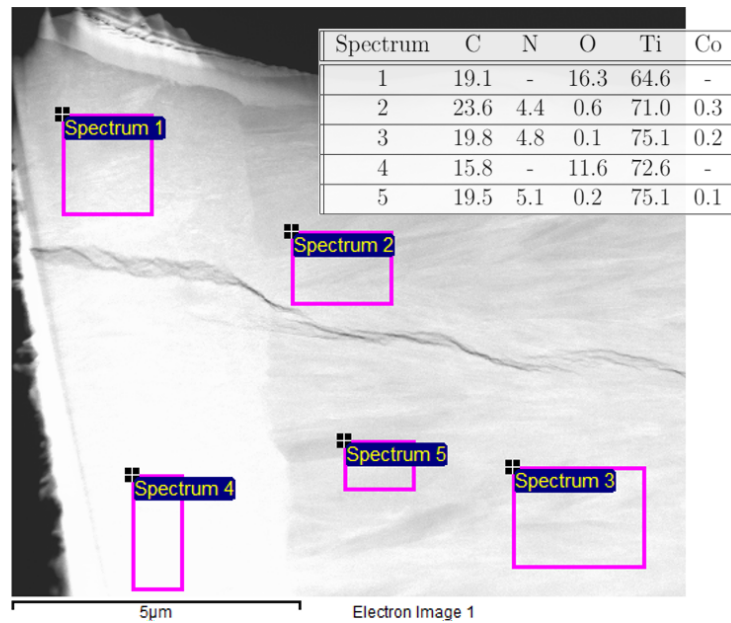 Spectrum C N O Ti Co
1 19.1 - 16.3 64.6 -
2 23.6 4.4 0.6 71.0 0.3
3 19.8 4.8 0.1 75.1 0.2
4 15.8 - 11.6 72.6 -
5 19.5 5.1 0.2 75.1 0.1
Spectrum 1
Spectrum 2
Spectrum 5
Spectrum 3
Spectrum 4
5µm Electron Image 1